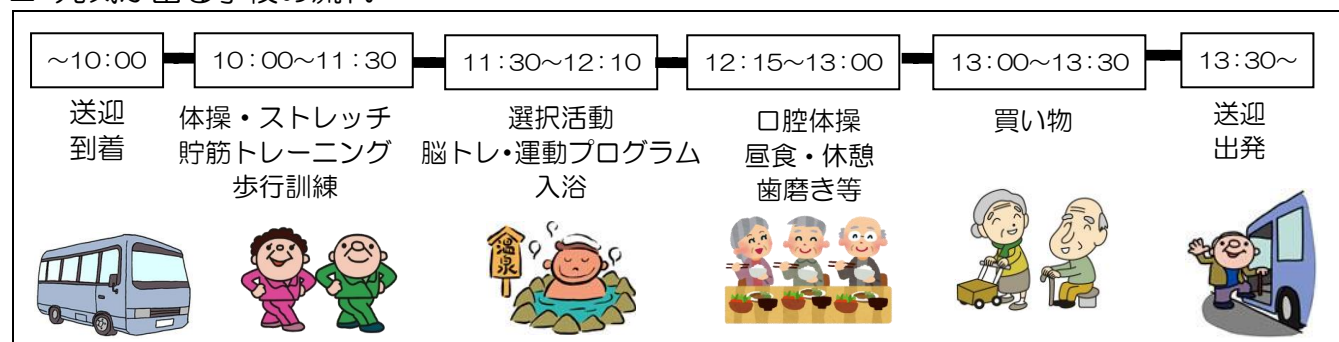 ~10:00
10:00~11:30
11:30~12:10
12:15~13:00
13:00~13:30
13:30~
送迎
到着
体操・ストレッチ
貯筋トレーニング
歩行訓練
選択活動
脳トレ・運動プログラム
入浴
口腔体操
昼食・休憩
歯磨き等
買い物
送迎
出発
温泉